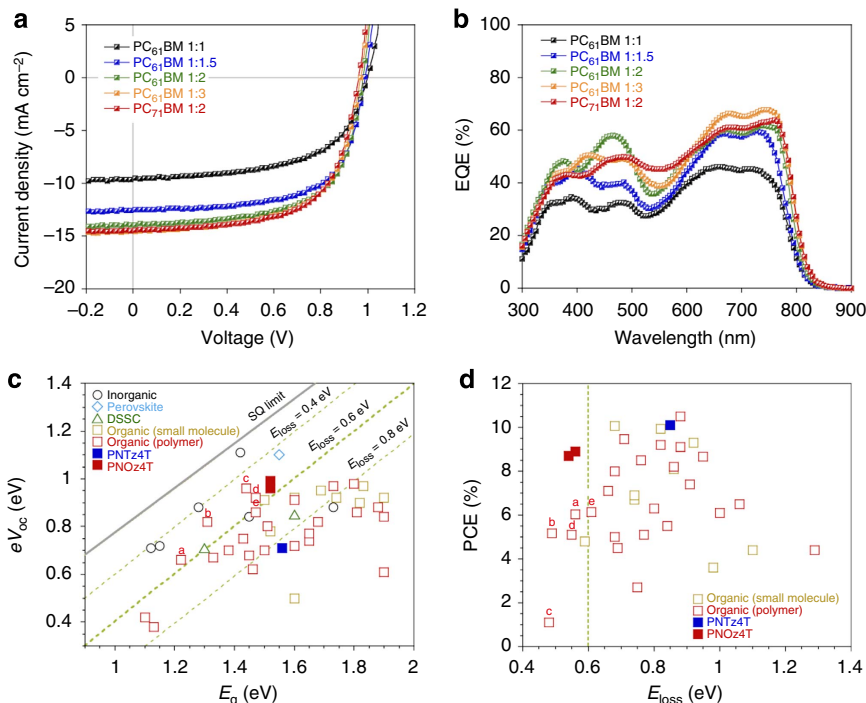 a
5
0
−5
−10
−15
−20
Current density (mA cm⁻²)
PC₆₁BM 1:1
PC₆₁BM 1:1.5
PC₆₁BM 1:2
PC₆₁BM 1:3
PC₇₁BM 1:2
−0.2 0 0.2 0.4 0.6 0.8 1 1.2
Voltage (V)
b
100
80
60
40
20
0
EQE (%)
PC₆₁BM 1:1
PC₆₁BM 1:1.5
PC₆₁BM 1:2
PC₆₁BM 1:3
PC₇₁BM 1:2
300 400 500 600 700 800 900
Wavelength (nm)
c
1.4
1.2
1.0
0.8
0.6
0.4
eVoc (eV)
Inorganic
Perovskite
DSSC
Organic (small molecule)
Organic (polymer)
PNTz4T
PNOz4T
SQ limit
Eloss = 0.4 eV
Eloss = 0.6 eV
Eloss = 0.8 eV
c
d
b
e
a
1 1.2 1.4 1.6 1.8 2
Eg (eV)
d
12
10
8
6
4
2
0
PCE (%)
a
e
b
d
c
Organic (small molecule)
Organic (polymer)
PNTz4T
PNOz4T
0.4 0.6 0.8 1 1.2 1.4
Eloss (eV)